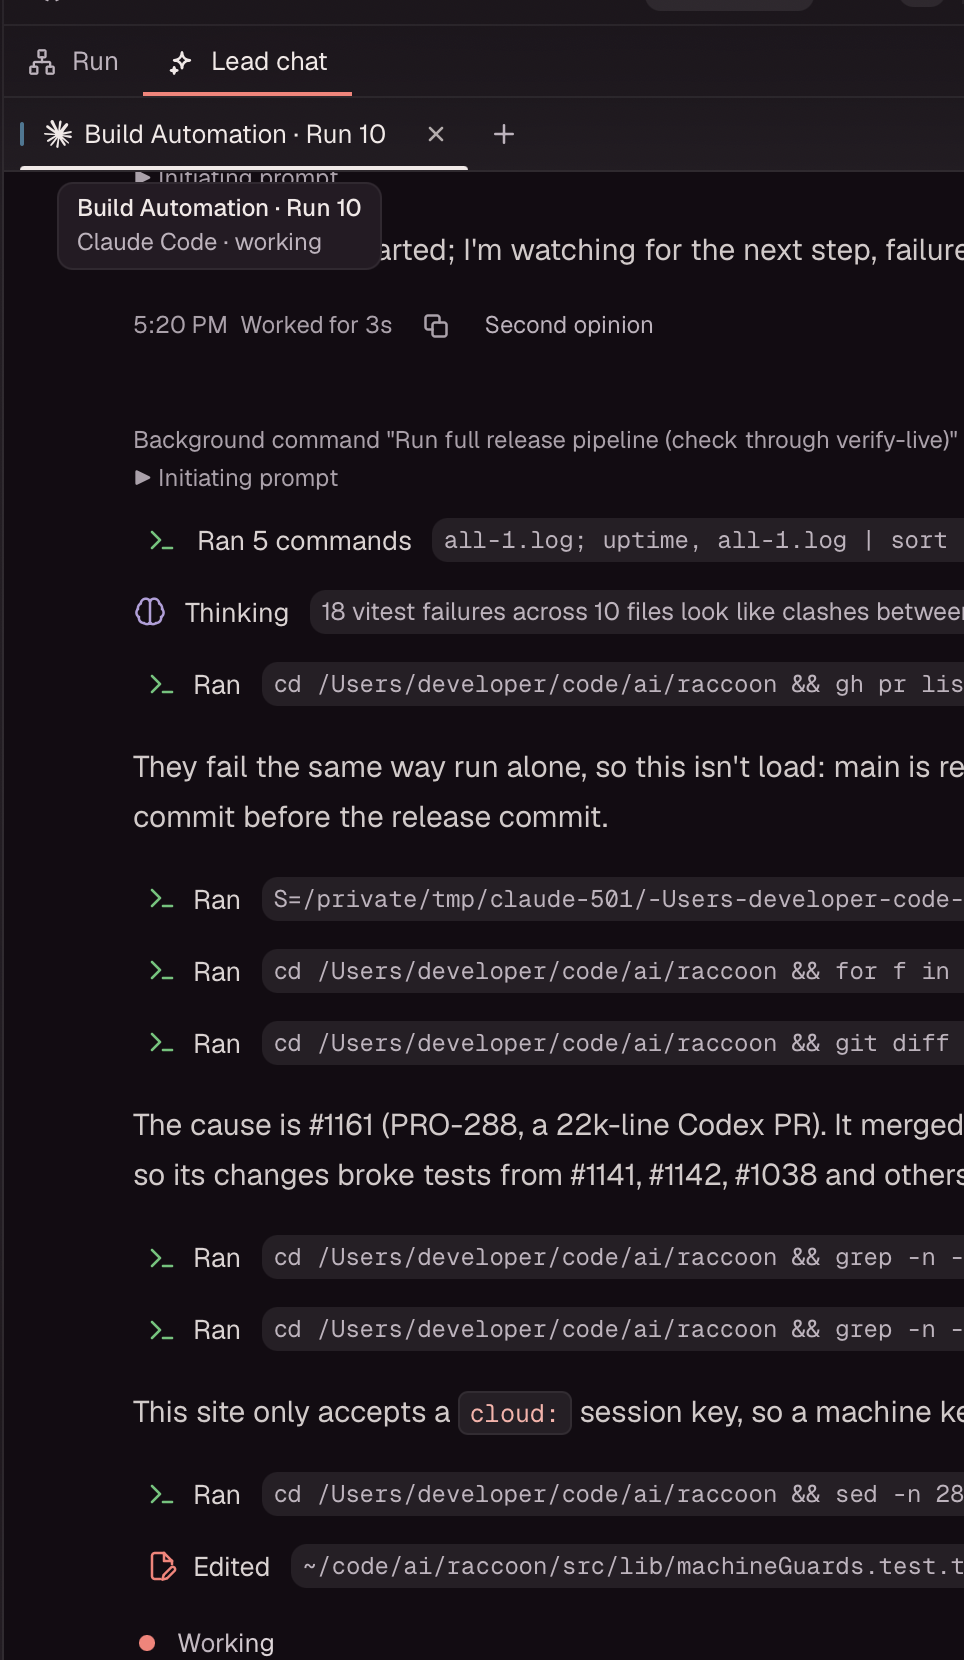 Run
Lead chat
Build Automation · Run 10
Initiating prompt
Build Automation · Run 10
Claude Code · working
arted; I'm watching for the next step, failure
5:20 PM Worked for 3s Second opinion
Background command "Run full release pipeline (check through verify-live)"
Initiating prompt
Ran 5 commands all-1.log; uptime, all-1.log | sort
Thinking 18 vitest failures across 10 files look like clashes between
Ran cd /Users/developer/code/ai/raccoon && gh pr lis
They fail the same way run alone, so this isn't load: main is re
commit before the release commit.
Ran S=/private/tmp/claude-501/-Users-developer-code-
Ran cd /Users/developer/code/ai/raccoon && for f in
Ran cd /Users/developer/code/ai/raccoon && git diff
The cause is #1161 (PRO-288, a 22k-line Codex PR). It merged
so its changes broke tests from #1141, #1142, #1038 and others
Ran cd /Users/developer/code/ai/raccoon && grep -n -
Ran cd /Users/developer/code/ai/raccoon && grep -n -
This site only accepts a cloud: session key, so a machine ke
Ran cd /Users/developer/code/ai/raccoon && sed -n 28
Edited ~/code/ai/raccoon/src/lib/machineGuards.test.t
Working